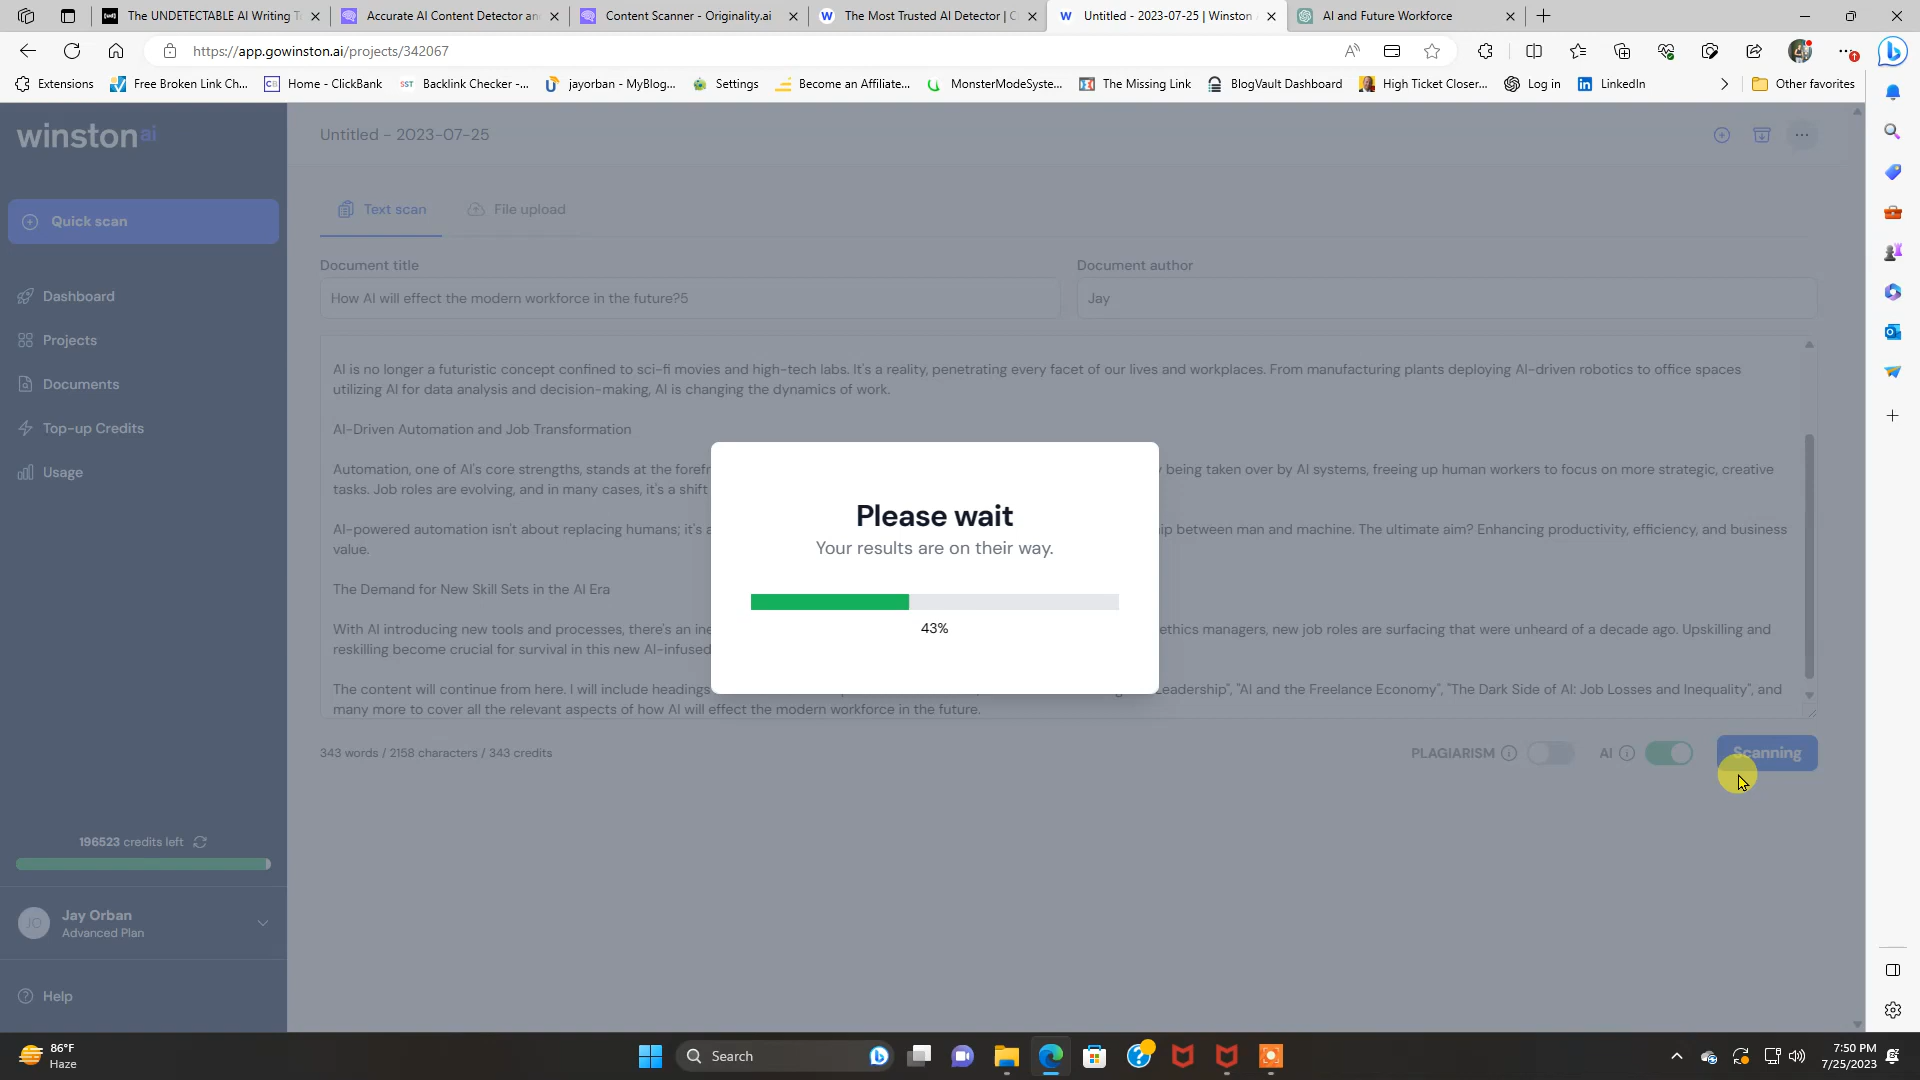 The UNDETECTABLE AI Writing T
Accurate AI Content Detector an
Content Scanner - Originality.ai
The Most Trusted AI Detector | C
Untitled - 2023-07-25 | Winston
AI and Future Workforce
https://app.gowinston.ai/projects/342067
Extensions
Free Broken Link Ch...
Home - ClickBank
Backlink Checker -...
jayorban - MyBlog...
Settings
Become an Affiliate...
MonsterModeSyste...
The Missing Link
BlogVault Dashboard
High Ticket Closer...
Log in
LinkedIn
Other favorites
winston ai
Untitled - 2023-07-25
Quick scan
Text scan
File upload
Document title
Document author
How AI will effect the modern workforce in the future?5
Jay
Dashboard
Projects
Documents
Top-up Credits
Usage
AI is no longer a futuristic concept confined to sci-fi movies and high-tech labs. It's a reality, penetrating every facet of our lives and workplaces. From manufacturing plants deploying AI-driven robotics to office spaces
utilizing AI for data analysis and decision-making, AI is changing the dynamics of work.
AI-Driven Automation and Job Transformation
Automation, one of AI's core strengths, stands at the forefr
being taken over by AI systems, freeing up human workers to focus on more strategic, creative
tasks. Job roles are evolving, and in many cases, it's a shift
AI-powered automation isn't about replacing humans; it's a
ip between man and machine. The ultimate aim? Enhancing productivity, efficiency, and business
value.
The Demand for New Skill Sets in the AI Era
With AI introducing new tools and processes, there's an ine
ethics managers, new job roles are surfacing that were unheard of a decade ago. Upskilling and
reskilling become crucial for survival in this new AI-infused
The content will continue from here. I will include headings
Leadership", "AI and the Freelance Economy", "The Dark Side of AI: Job Losses and Inequality", and
many more to cover all the relevant aspects of how AI will effect the modern workforce in the future.
Please wait
Your results are on their way.
43%
343 words / 2158 characters / 343 credits
PLAGIARISM
AI
Scanning
196523 credits left
JO
Jay Orban
Advanced Plan
Help
86°F
Haze
Search
7:50 PM
7/25/2023